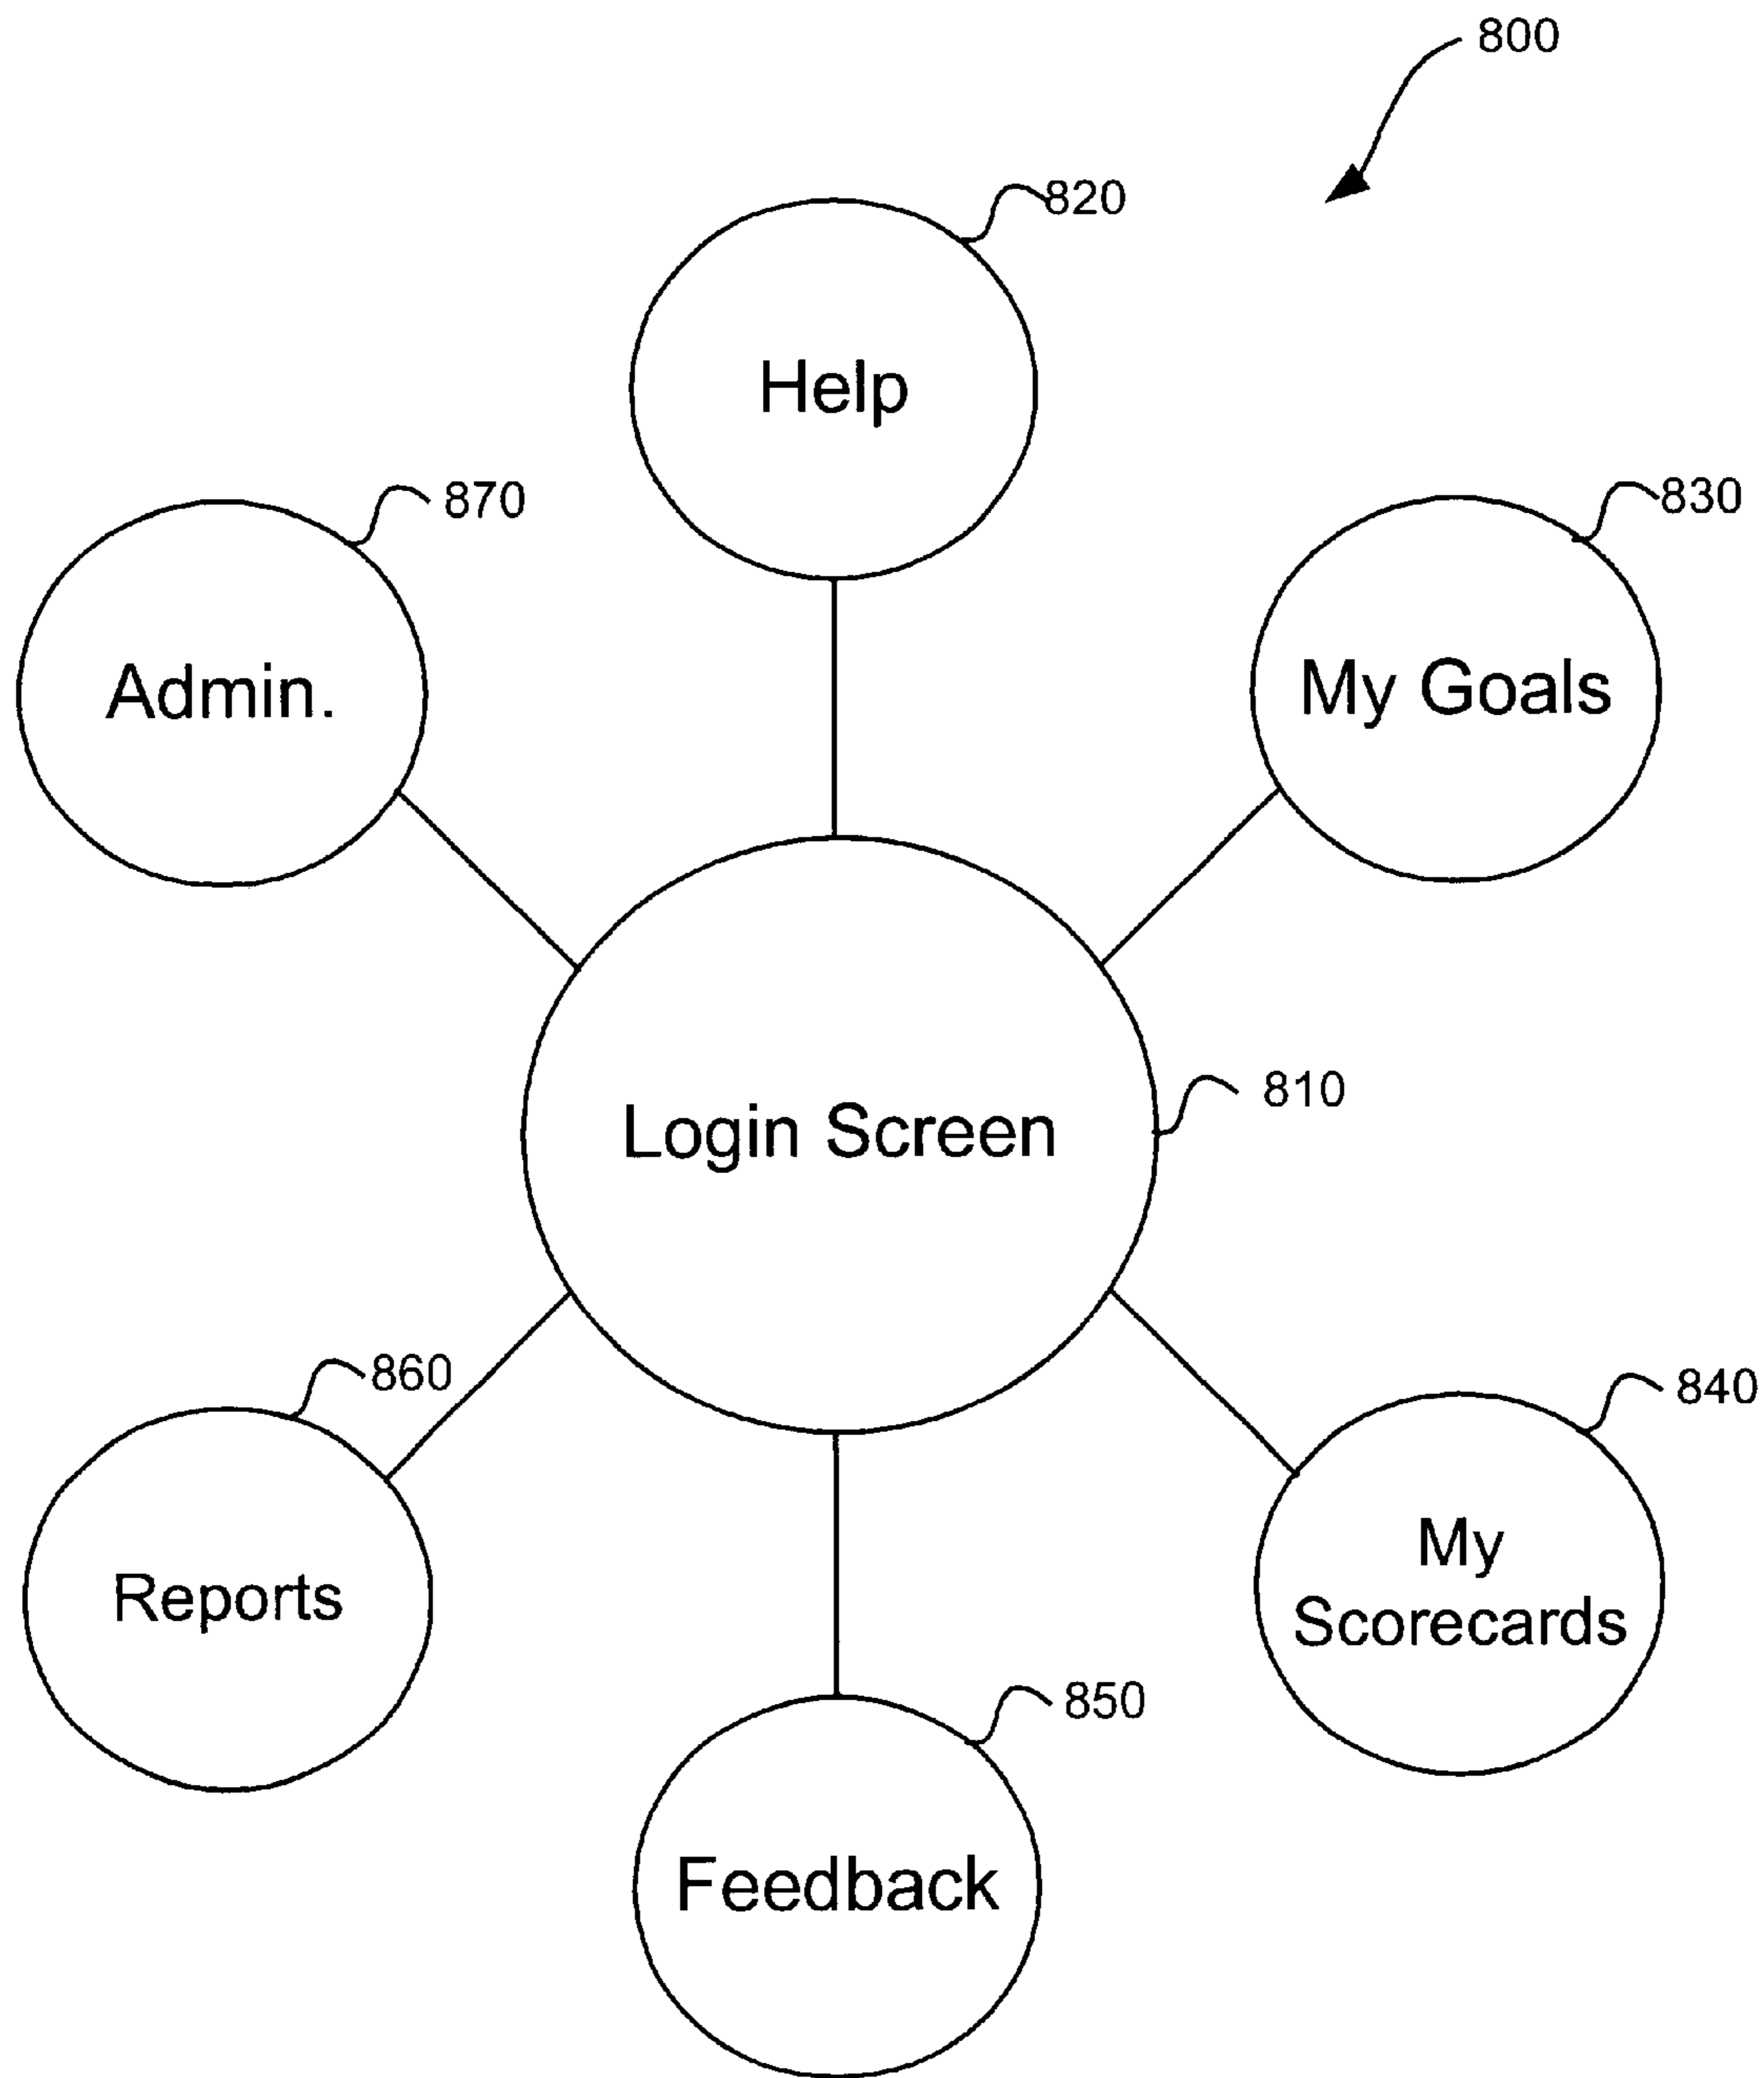 800
820
Help
870
830
Admin.
My Goals
810
Login Screen
860
840
Reports
My
Scorecards
850
Feedback